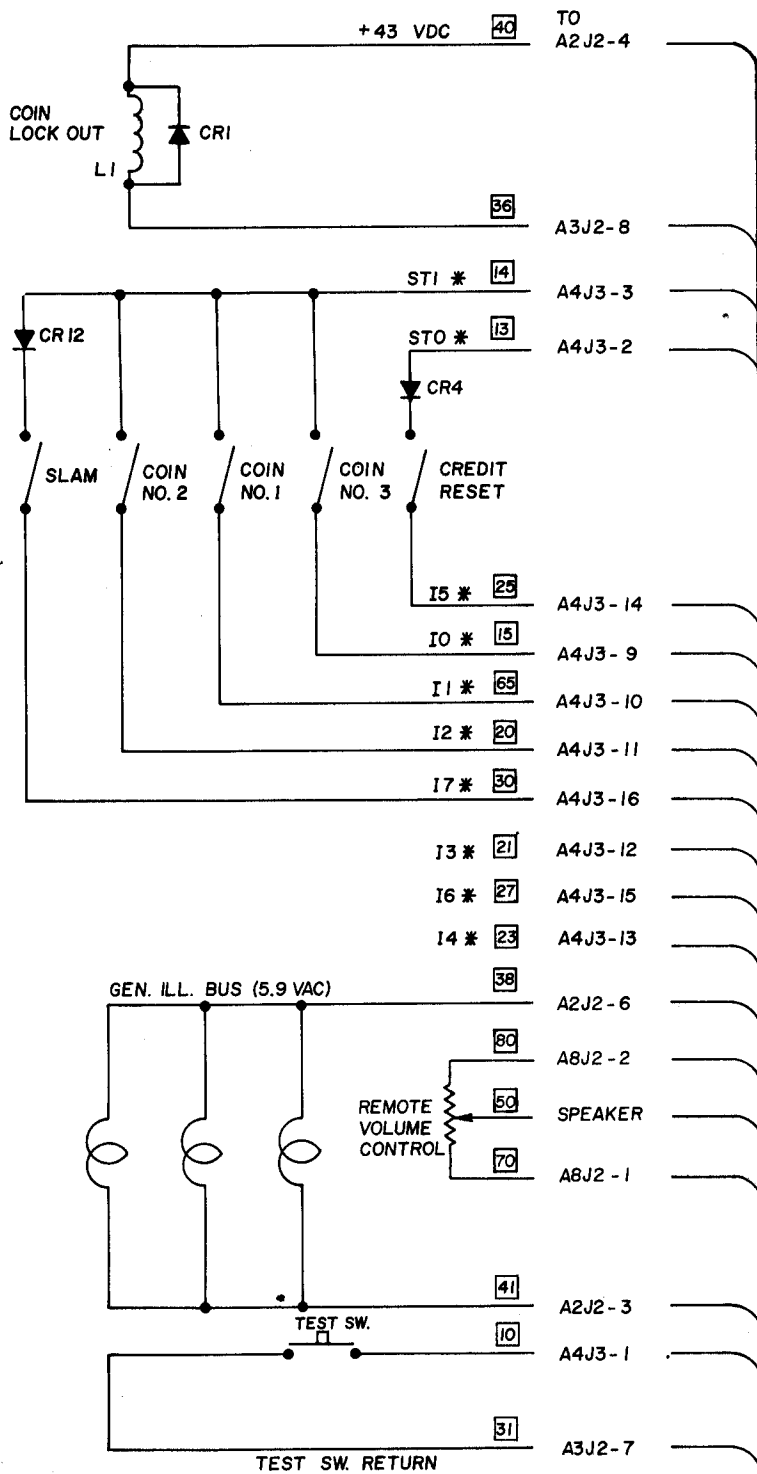 TO
+43 VDC 40 A2J2-4
COIN
LOCK OUT
CR1
L1
36 A3J2-8
ST1 * 14 A4J3-3
CR12
STO * 13 A4J3-2
CR4
SLAM
COIN
NO. 2
COIN
NO. 1
COIN
NO. 3
CREDIT
RESET
I5 * 25 A4J3-14
IO * 15 A4J3-9
I1 * 65 A4J3-10
I2 * 20 A4J3-11
I7 * 30 A4J3-16
I3 * 21 A4J3-12
I6 * 27 A4J3-15
I4 * 23 A4J3-13
GEN. ILL. BUS (5.9 VAC) 38 A2J2-6
80 A8J2-2
REMOTE
VOLUME
CONTROL
50 SPEAKER
70 A8J2-1
41 A2J2-3
TEST SW.
10 A4J3-1
31 A3J2-7
TEST SW. RETURN